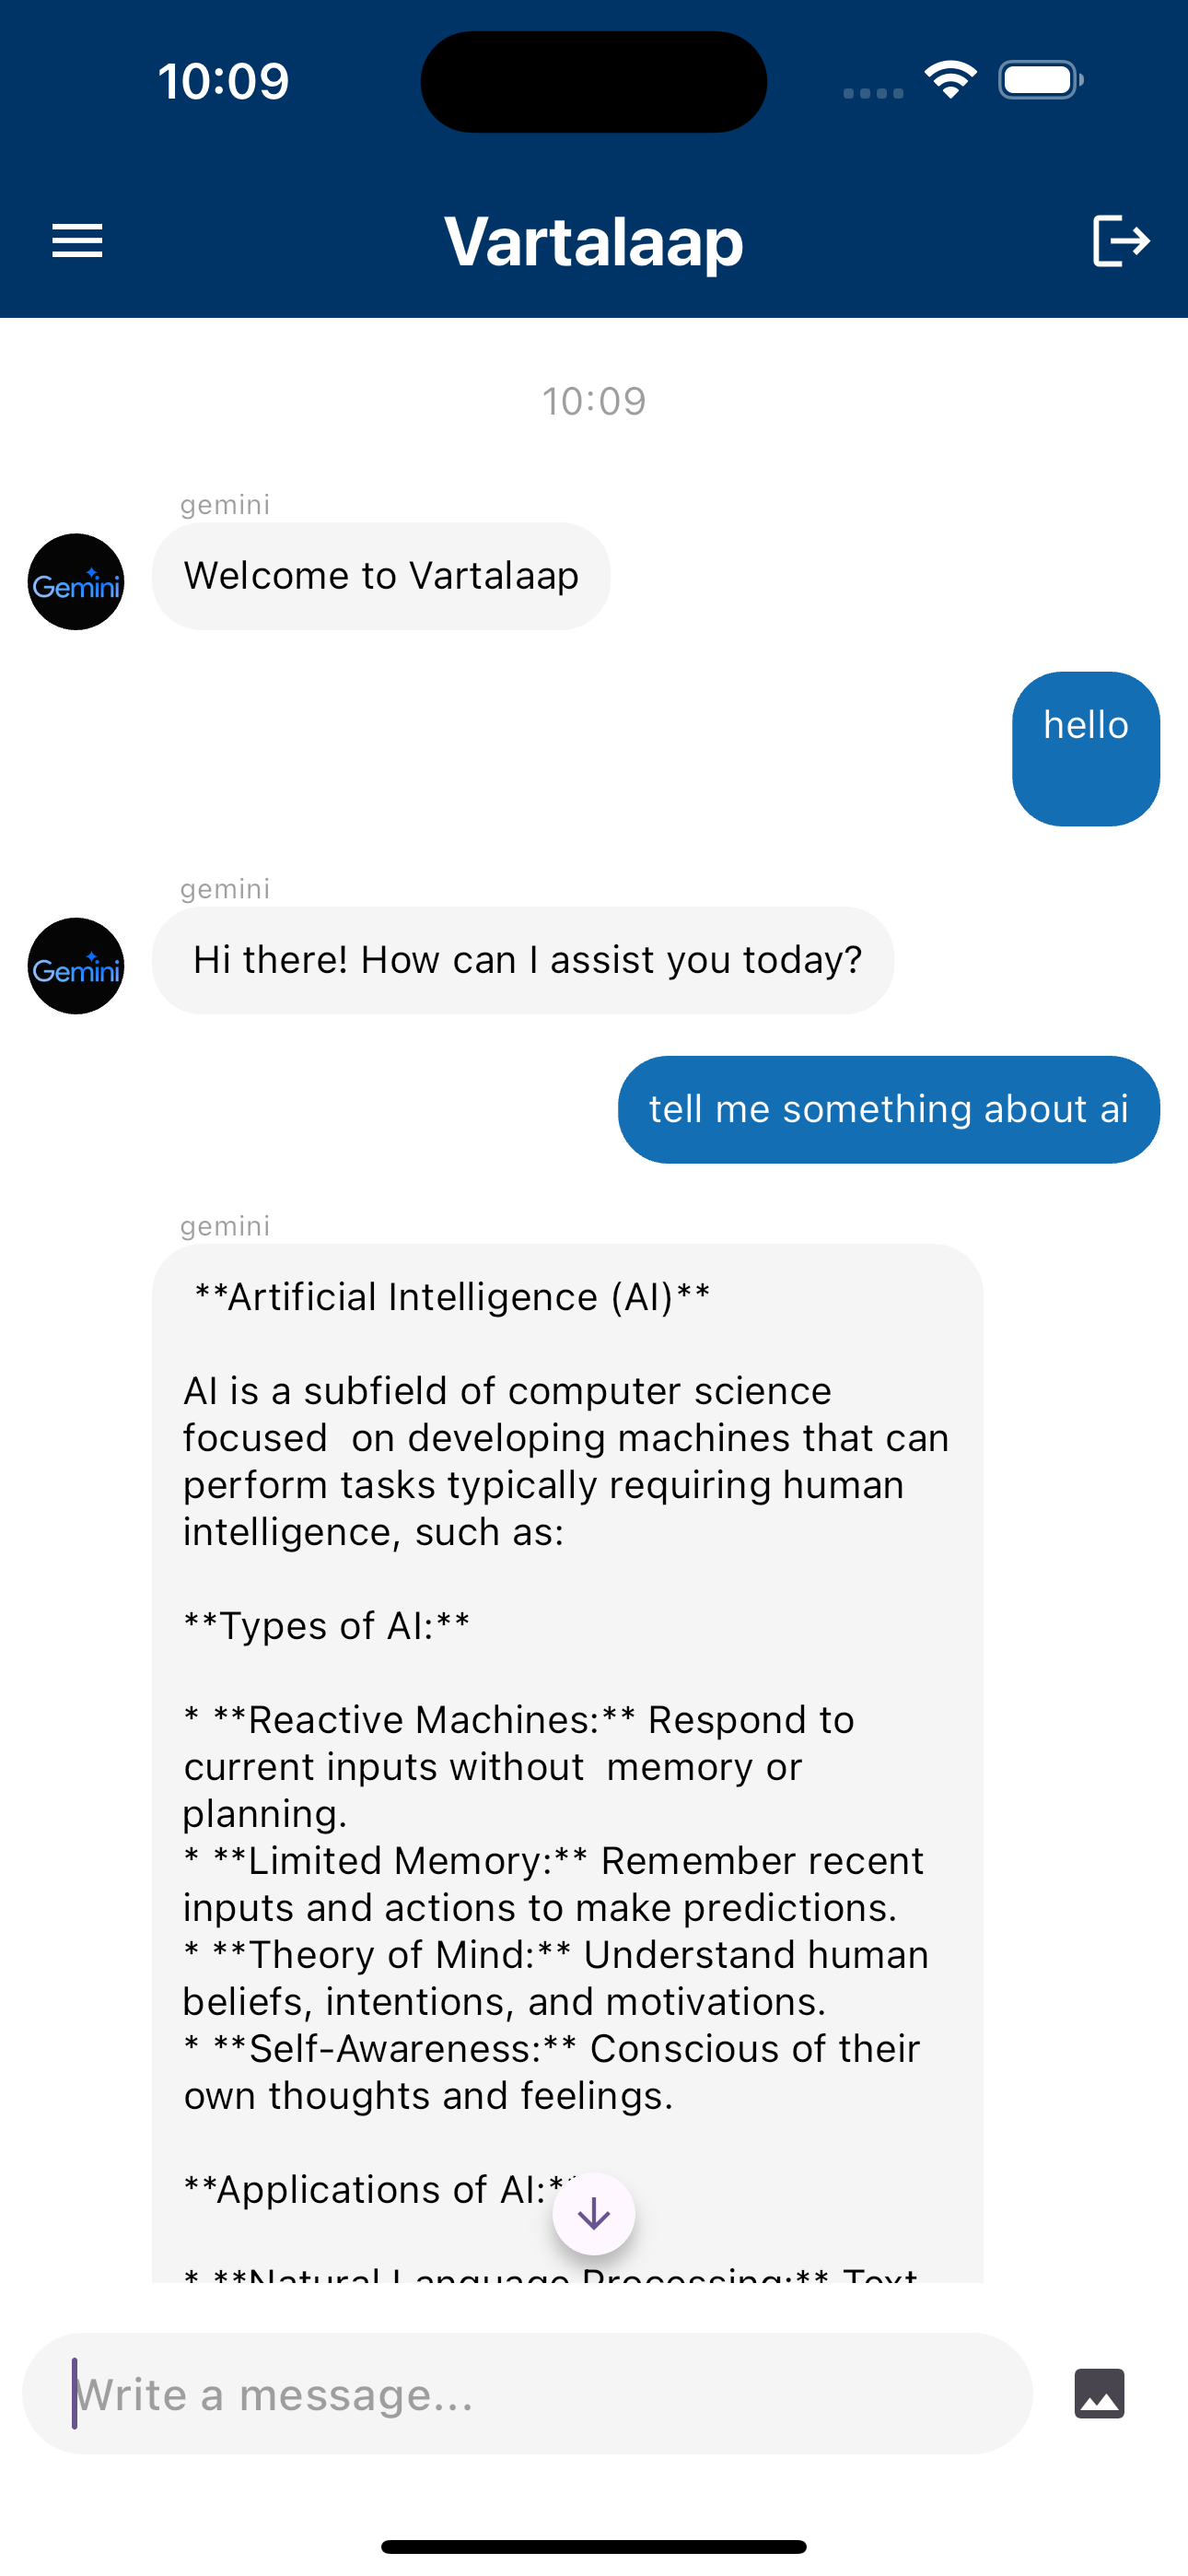 10:09
Vartalaap
10:09
gemini
Gemini
Welcome to Vartalaap
hello
gemini
Gemini
Hi there! How can I assist you today?
tell me something about ai
gemini
**Artificial Intelligence (AI)**
AI is a subfield of computer science
focused  on developing machines that can
perform tasks typically requiring human
intelligence, such as:
**Types of AI:**
* **Reactive Machines:** Respond to
current inputs without  memory or
planning.
* **Limited Memory:** Remember recent
inputs and actions to make predictions.
* **Theory of Mind:** Understand human
beliefs, intentions, and motivations.
* **Self-Awareness:** Conscious of their
own thoughts and feelings.
**Applications of AI:**
* **Natural Language Processing:** Text
Write a message...